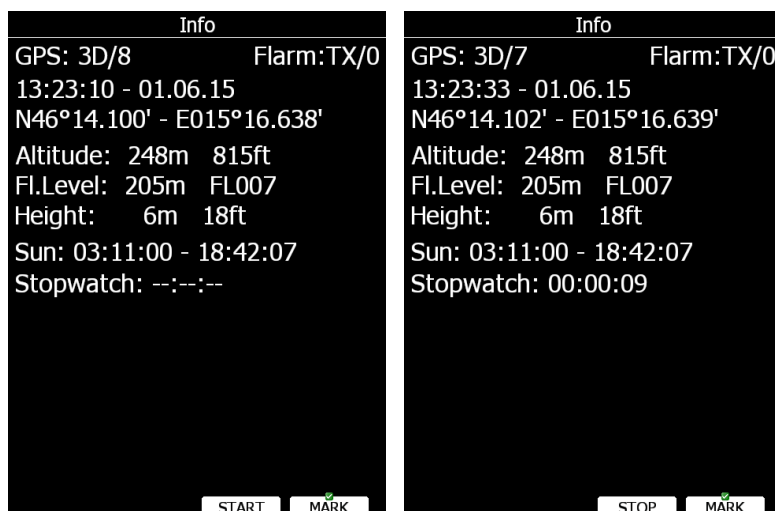 Info
GPS: 3D/8 Flarm:TX/0
13:23:10 - 01.06.15
N46°14.100' - E015°16.638'
Altitude: 248m 815ft
Fl.Level: 205m FL007
Height: 6m 18ft
Sun: 03:11:00 - 18:42:07
Stopwatch: --:--:--
START MARK
Info
GPS: 3D/7 Flarm:TX/0
13:23:33 - 01.06.15
N46°14.102' - E015°16.639'
Altitude: 248m 815ft
Fl.Level: 205m FL007
Height: 6m 18ft
Sun: 03:11:00 - 18:42:07
Stopwatch: 00:00:09
STOP MARK